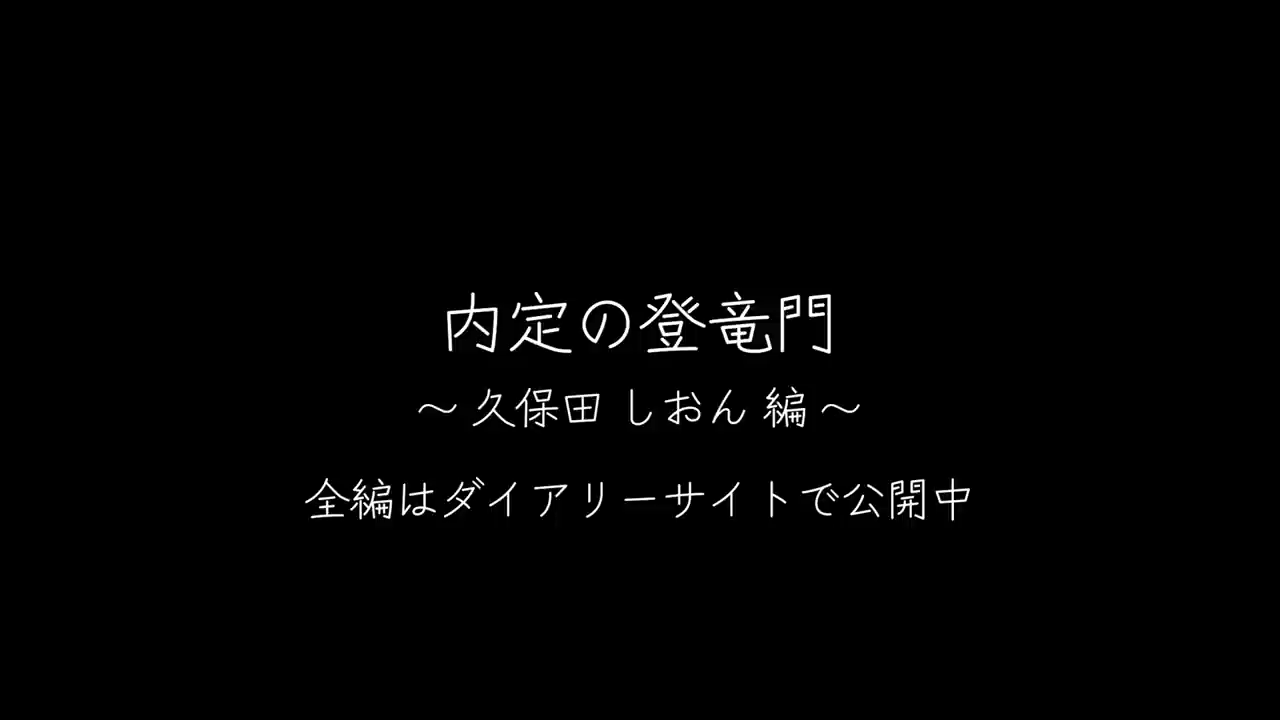 内定の登竜門
～ 久保田 しおん 編 ～
全編はダイアリーサイトで公開中